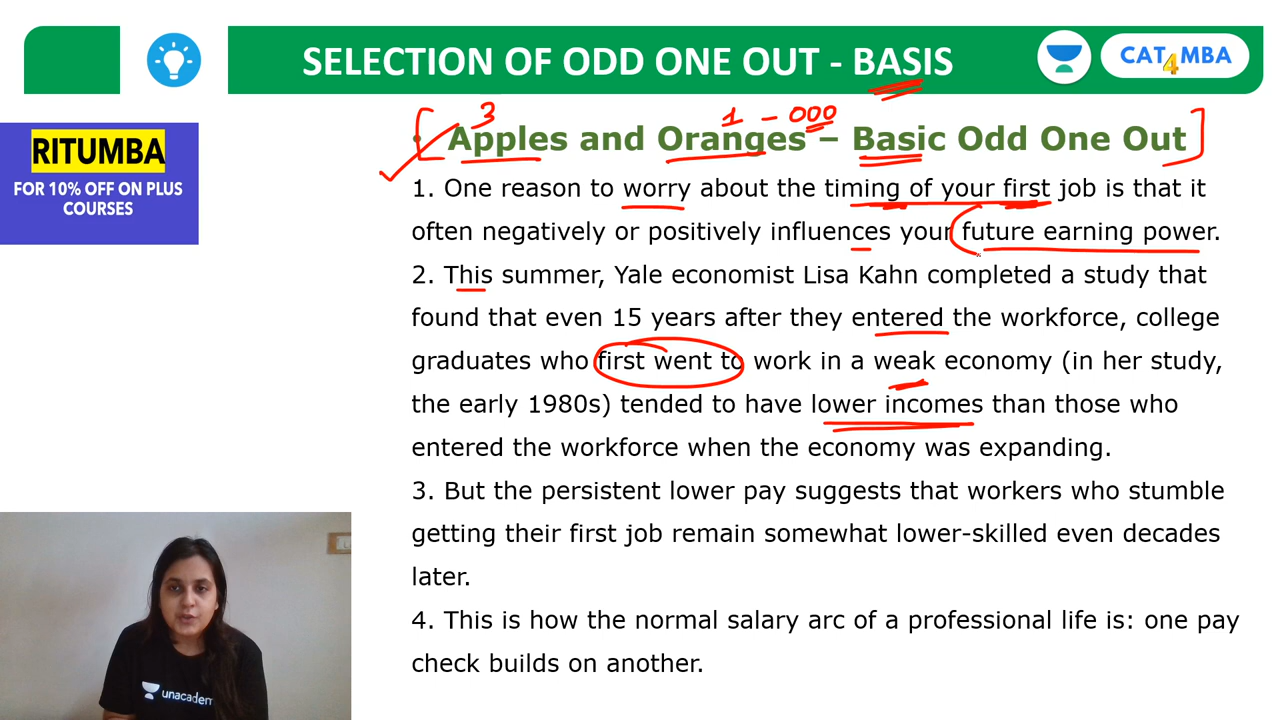 SELECTION OF ODD ONE OUT - BASIS
CAT4MBA
RITUMBA
FOR 10% OFF ON PLUS
COURSES
3
1 - OOO
• Apples and Oranges – Basic Odd One Out
1. One reason to worry about the timing of your first job is that it
often negatively or positively influences your future earning power.
2. This summer, Yale economist Lisa Kahn completed a study that
found that even 15 years after they entered the workforce, college
graduates who first went to work in a weak economy (in her study,
the early 1980s) tended to have lower incomes than those who
entered the workforce when the economy was expanding.
3. But the persistent lower pay suggests that workers who stumble
getting their first job remain somewhat lower-skilled even decades
later.
4. This is how the normal salary arc of a professional life is: one pay
check builds on another.
unacadem